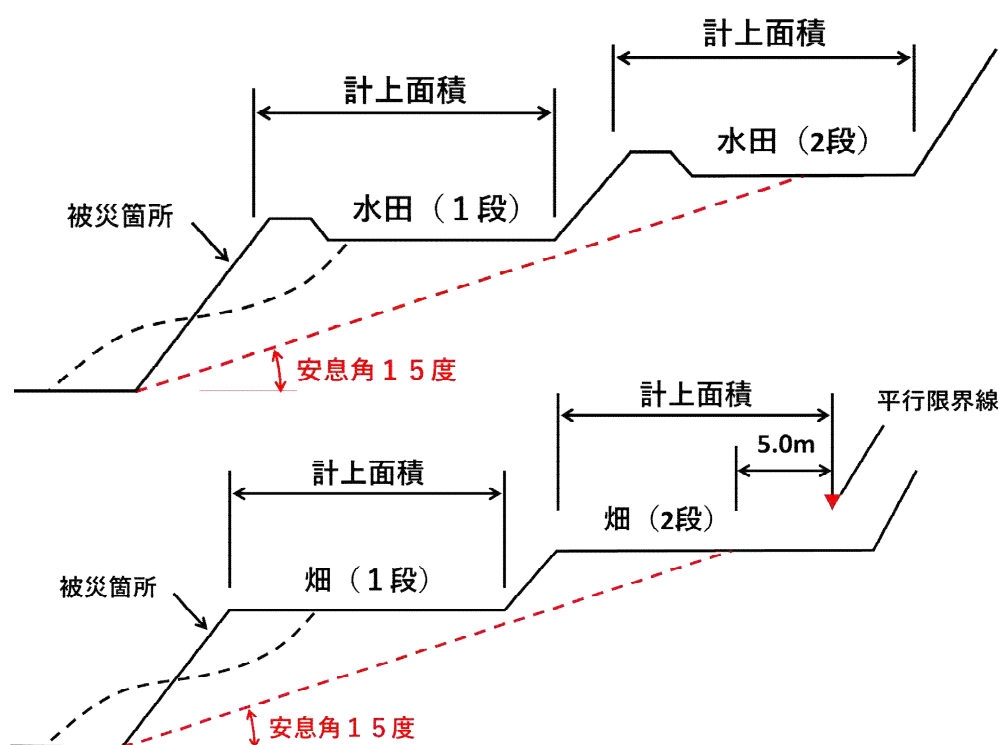 計上面積
計上面積
水田（2段）
水田（１段）
被災箇所
安息角１５度
計上面積
平行限界線
5.0m
計上面積
畑（2段）
畑（１段）
被災箇所
安息角１５度